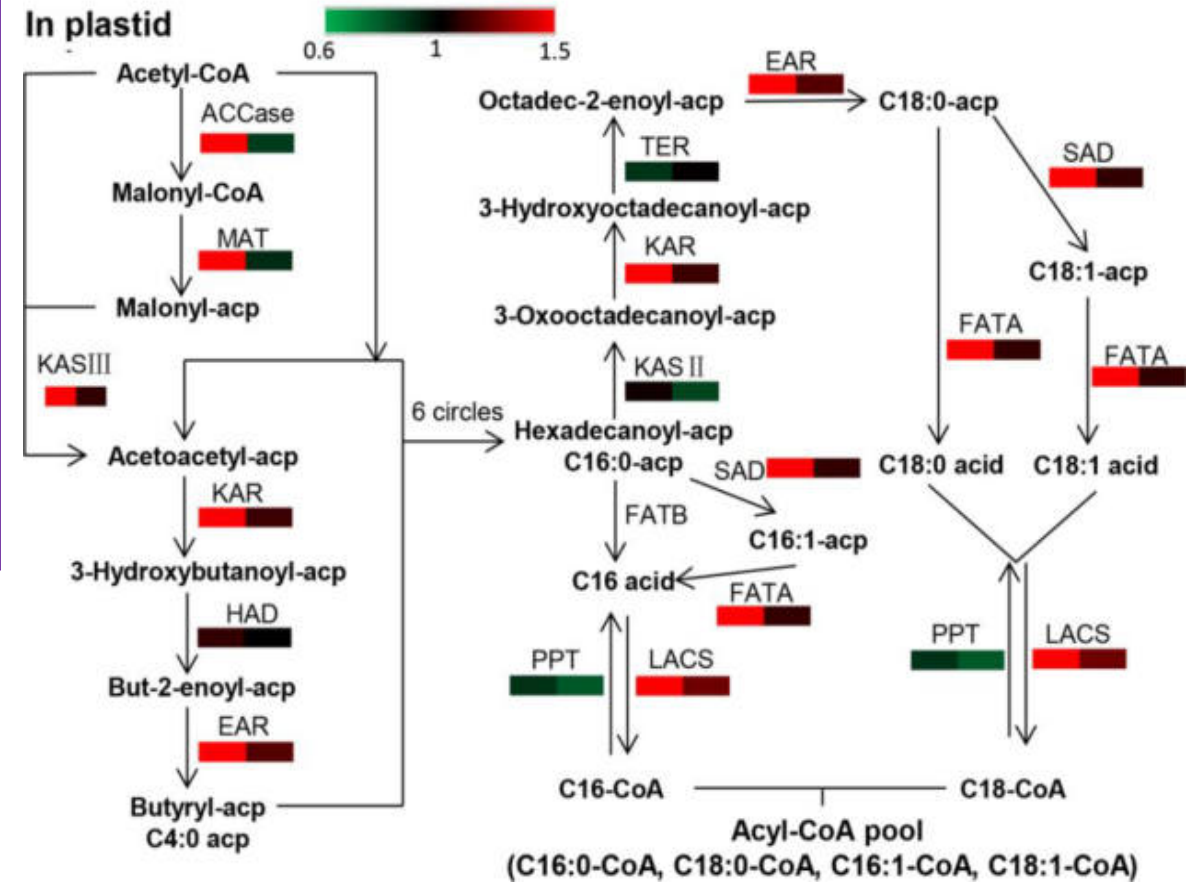 In plastid
0.6 1 1.5
Acetyl-CoA
ACCase
Malonyl-CoA
MAT
Malonyl-acp
KASⅢ
Acetoacetyl-acp
KAR
3-Hydroxybutanoyl-acp
HAD
But-2-enoyl-acp
EAR
Butyryl-acp
C4:0 acp
6 circles
Octadec-2-enoyl-acp
EAR
C18:0-acp
TER
SAD
3-Hydroxyoctadecanoyl-acp
KAR
C18:1-acp
3-Oxooctadecanoyl-acp
FATA
FATA
KASⅡ
Hexadecanoyl-acp
C16:0-acp
SAD
C18:0 acid
C18:1 acid
FATB
C16:1-acp
C16 acid
FATA
PPT
LACS
PPT
LACS
C16-CoA
C18-CoA
Acyl-CoA pool
(C16:0-CoA, C18:0-CoA, C16:1-CoA, C18:1-CoA)